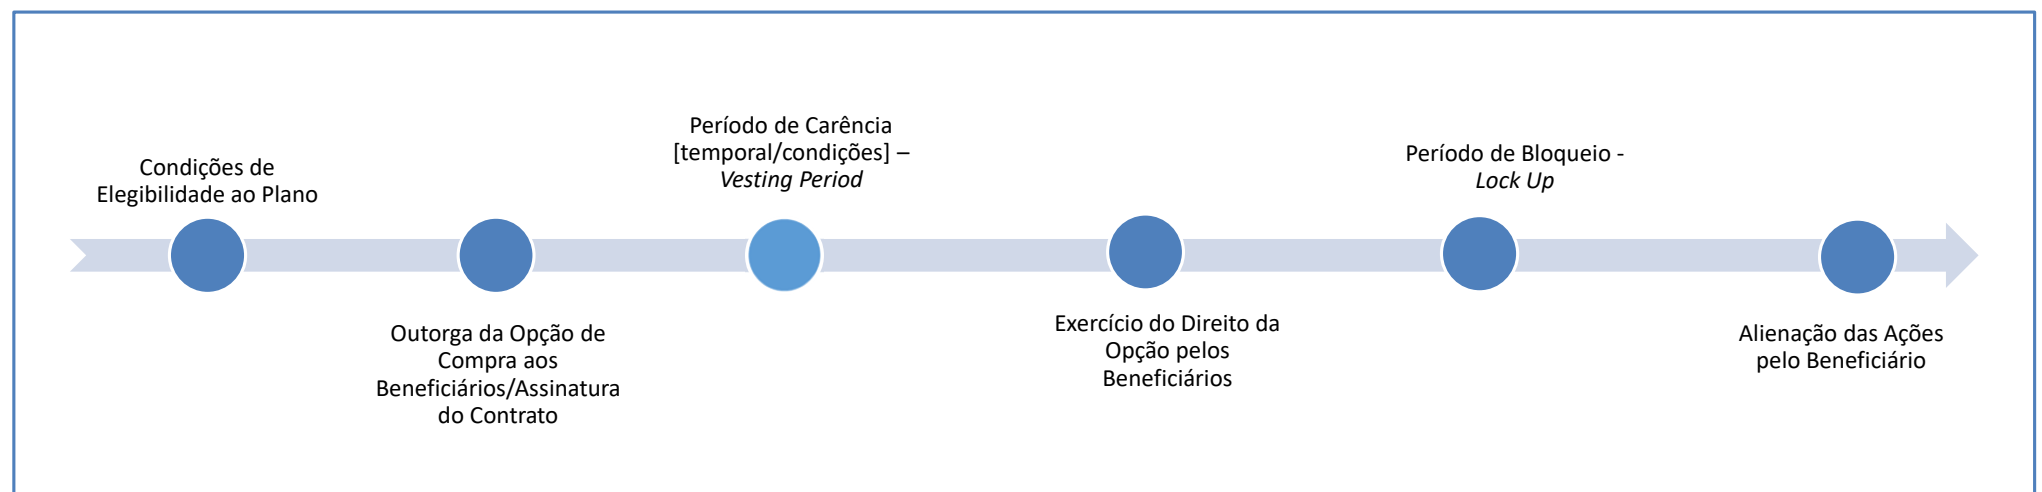 Condições de
Elegibilidade ao Plano
Outorga da Opção de
Compra aos
Beneficiários/Assinatura
do Contrato
Período de Carência
[temporal/condições] –
Vesting Period
Exercício do Direito da
Opção pelos
Beneficiários
Período de Bloqueio -
Lock Up
Alienação das Ações
pelo Beneficiário